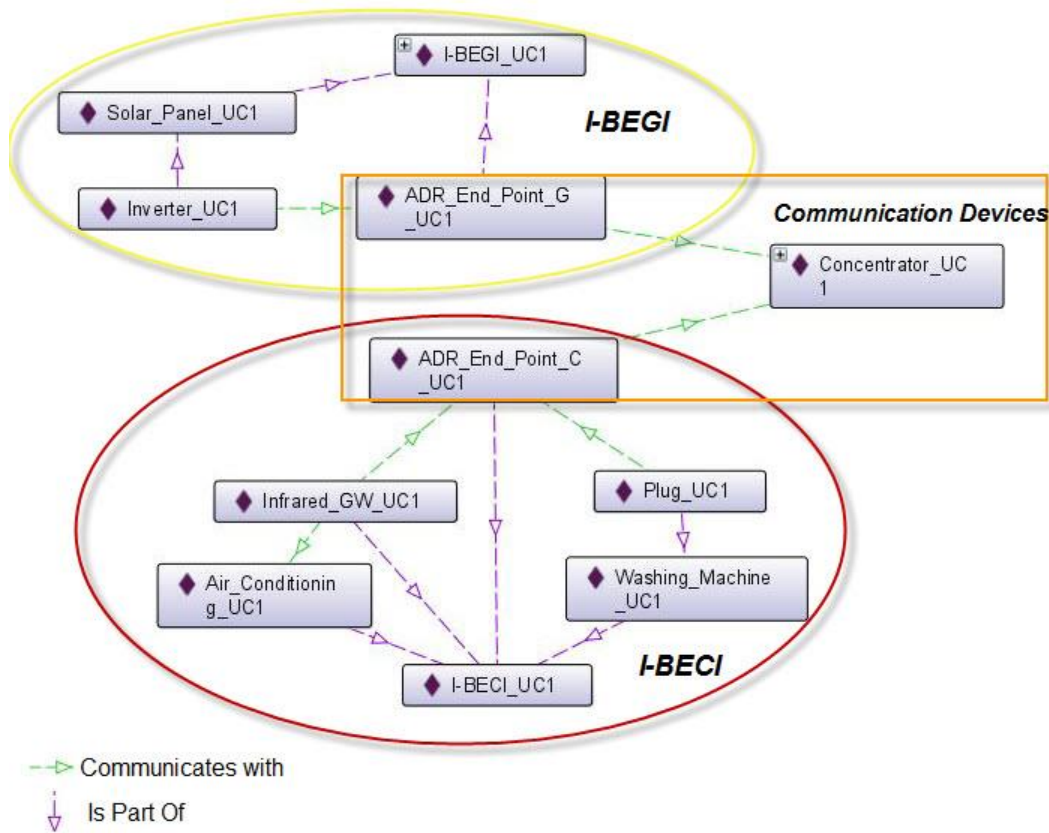 I-BEGI_UC1
Solar_Panel_UC1
I-BEGI
Inverter_UC1
ADR_End_Point_G
_UC1
Communication Devices
Concentrator_UC
1
ADR_End_Point_C
_UC1
Infrared_GW_UC1
Plug_UC1
Air_Conditionin
g_UC1
Washing_Machine
_UC1
I-BECI_UC1
I-BECI
Communicates with
Is Part Of